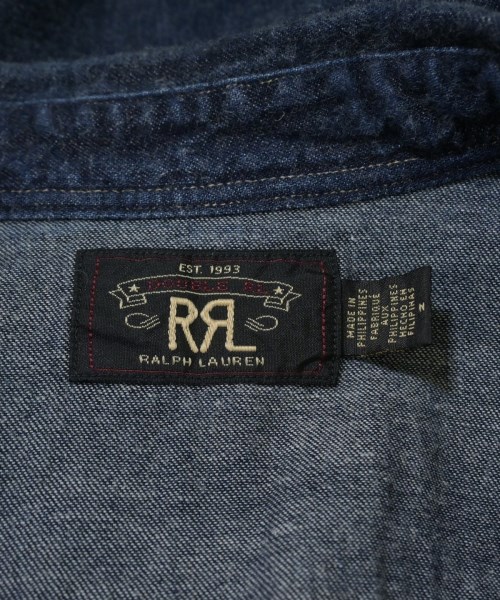 EST. 1993
DOUBLE RL
RRL
RALPH LAUREN
MADE IN
PHILIPPINES
FABRIQUÉ
AUX
PHILIPPINES
HECHO EN
FILIPINAS